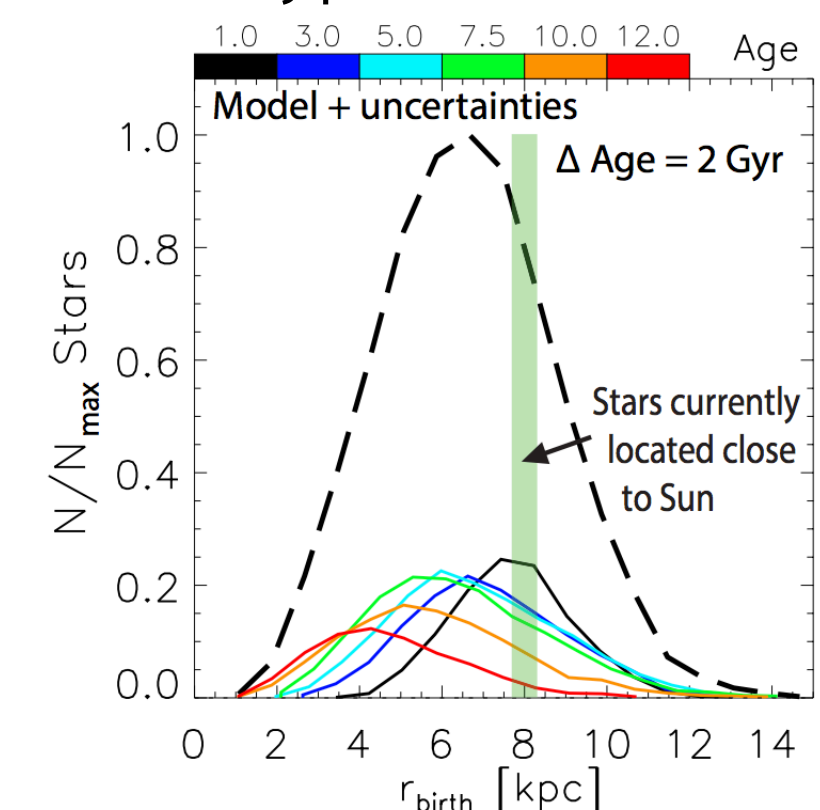 1.0 3.0 5.0 7.5 10.0 12.0 Age
Model + uncertainties
Δ Age = 2 Gyr
1.0
0.8
0.6
0.4
0.2
0.0
N/Nmax Stars
Stars currently
located close
to Sun
0 2 4 6 8 10 12 14
rbirth [kpc]